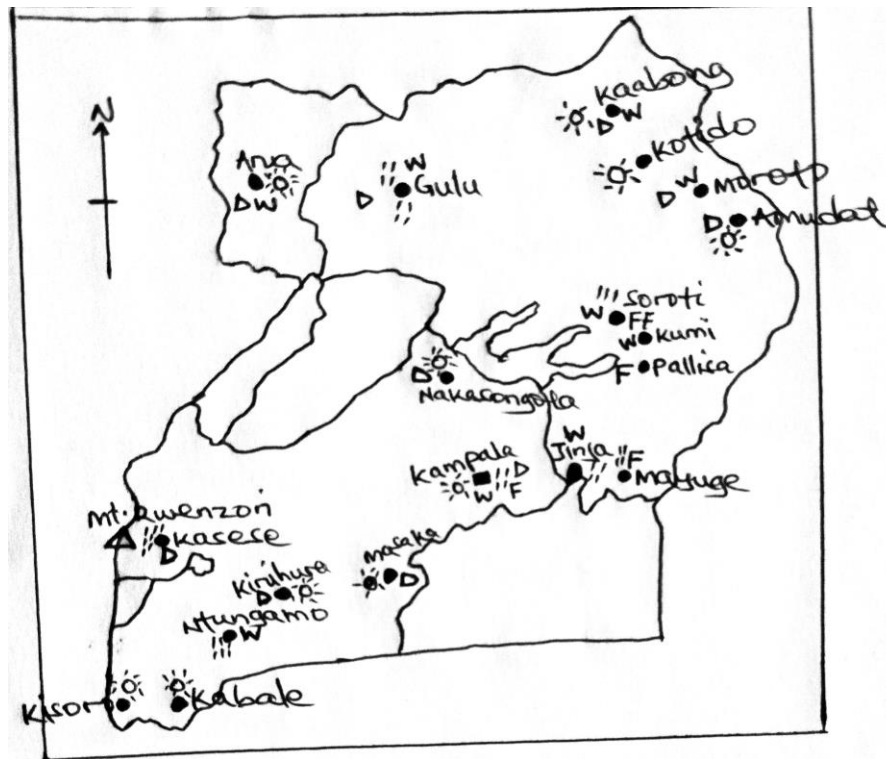 N
Kaabong
D W
Kotido
Arua
D W
W
Gulu
D
W
Moroto
D
D
Amudat
Soroti
W
FF
W Kumi
F Pallisa
D
Nakasongola
W
Jinja
F
Mayuge
Kampala
D
W F
Mt. Rwenzori
Kasese
D
Masaka
D
Kiruhura
D
Ntungamo
W
Kisoro
Kabale